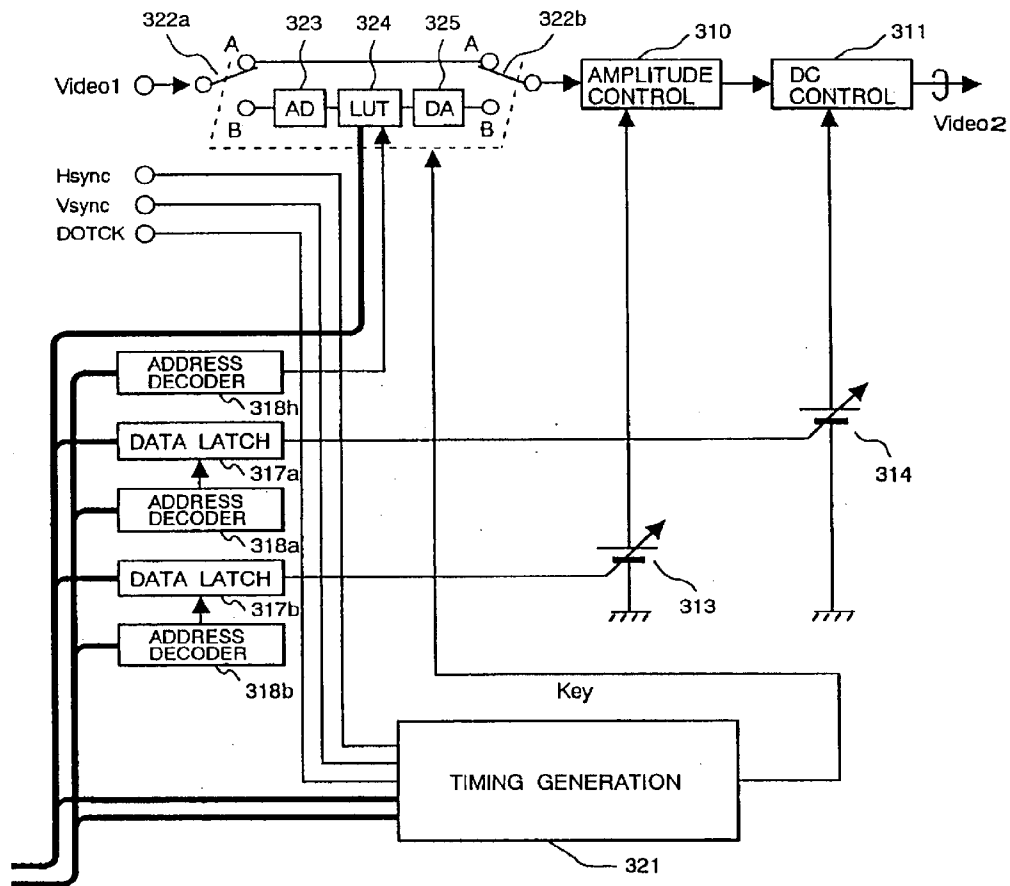 322a
323
324
325
322b
310
311
A
A
Video1
B
AD
LUT
DA
B
AMPLITUDE
CONTROL
DC
CONTROL
Video2
Hsync
Vsync
DOTCK
ADDRESS
DECODER
318h
DATA LATCH
317a
314
ADDRESS
DECODER
318a
DATA LATCH
317b
313
ADDRESS
DECODER
318b
Key
TIMING GENERATION
321